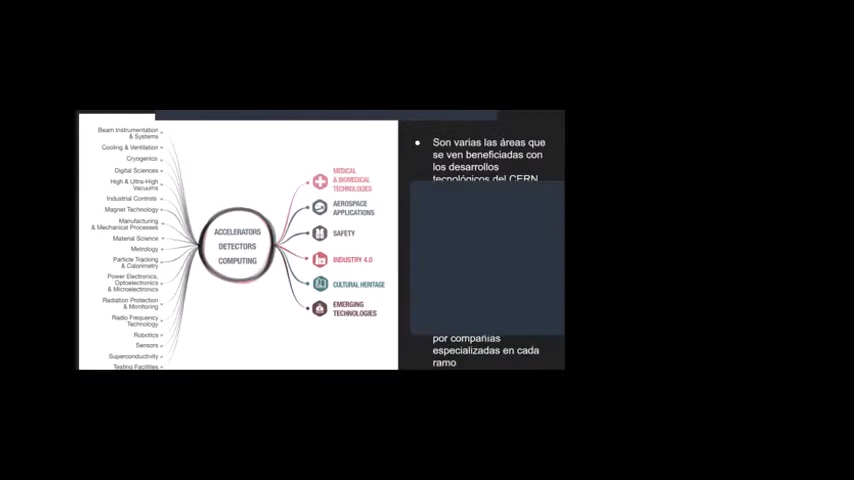 Beam Instrumentation
& Systems
Cooling & Ventilation
Cryogenics
Digital Sciences
High & Ultra-High
Vacuums
Industrial Controls
Magnet Technology
Manufacturing
& Mechanical Processes
Material Science
Metrology
Particle Tracking
& Calorimetry
Power Electronics,
Optoelectronics
& Microelectronics
Radiation Protection
& Monitoring
Radio Frequency
Technology
Robotics
Sensors
Superconductivity
Testing Facilities
ACCELERATORS
DETECTORS
COMPUTING
MEDICAL
& BIOMEDICAL
TECHNOLOGIES
AEROSPACE
APPLICATIONS
SAFETY
INDUSTRY 4.0
CULTURAL HERITAGE
EMERGING
TECHNOLOGIES
Son varias las áreas que
se ven beneficiadas con
los desarrollos
tecnológicos del CERN
por compañías
especializadas en cada
ramo